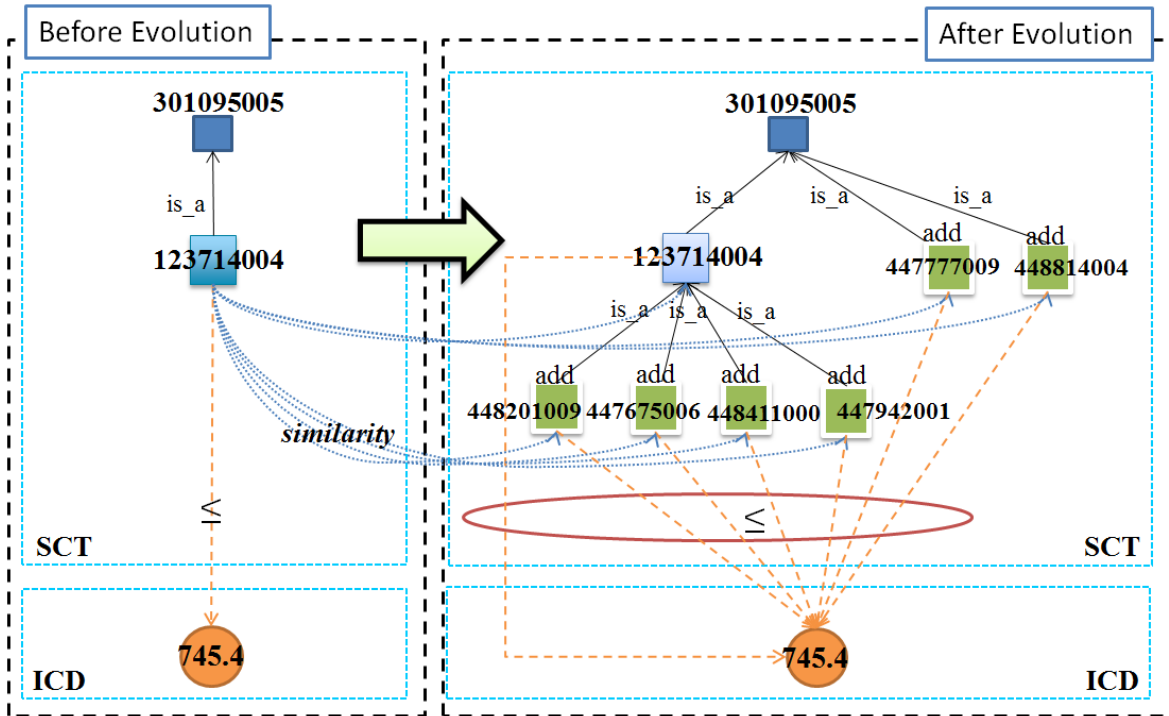 Before Evolution
301095005
is_a
123714004
similarity
≤
SCT
745.4
ICD
After Evolution
301095005
is_a
is_a
is_a
add
add
123714004
447777009
448814004
is_a
is_a
is_a
add
add
add
add
448201009
447675006
448411000
447942001
≤
SCT
745.4
ICD